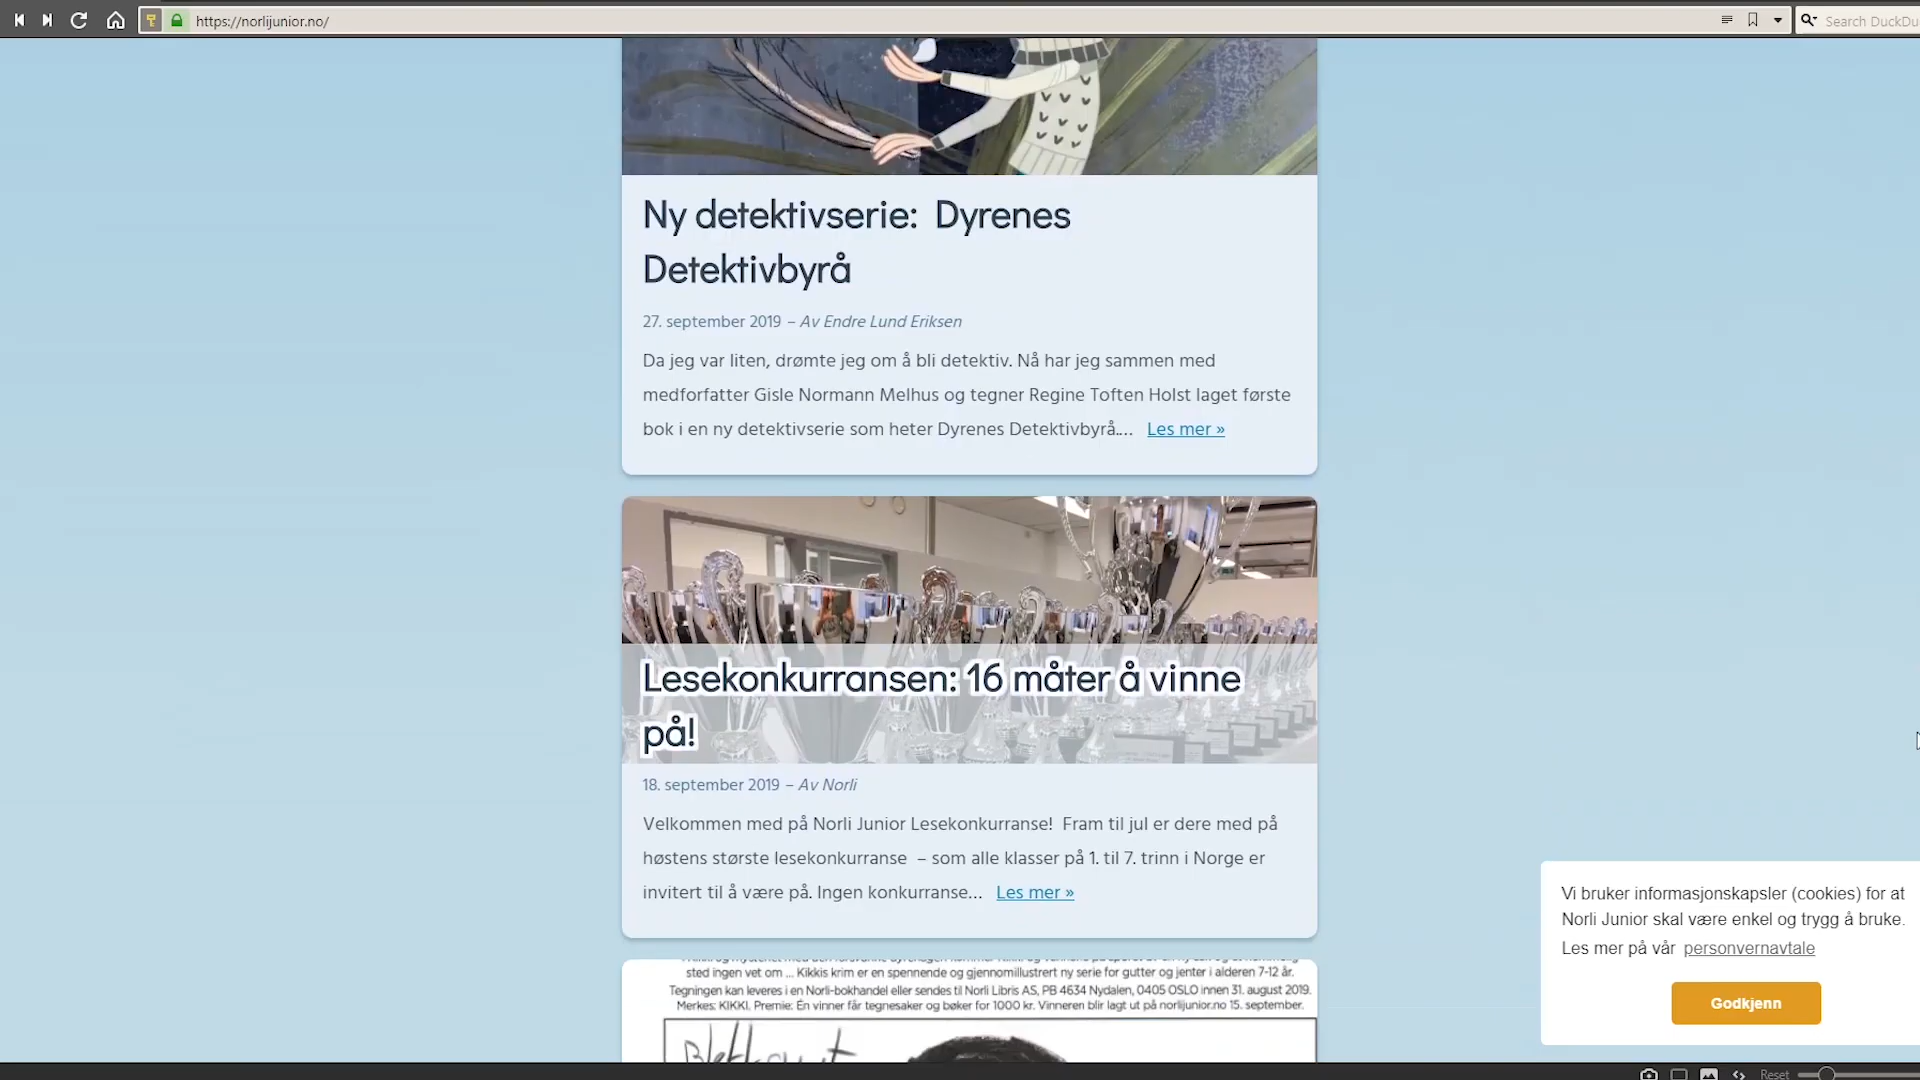 https://norlijunior.no/
Search DuckDu
Ny detektivserie: Dyrenes
Detektivbyrå
27. september 2019 – Av Endre Lund Eriksen
Da jeg var liten, drømte jeg om å bli detektiv. Nå har jeg sammen med
medforfatter Gisle Normann Melhus og tegner Regine Toften Holst laget første
bok i en ny detektivserie som heter Dyrenes Detektivbyrå.… Les mer »
Lesekonkurransen: 16 måter å vinne
på!
18. september 2019 – Av Norli
Velkommen med på Norli Junior Lesekonkurranse! Fram til jul er dere med på
høstens største lesekonkurranse – som alle klasser på 1. til 7. trinn i Norge er
invitert til å være på. Ingen konkurranse… Les mer »
sted ingen vet om ... Kikkis krim er en spennende og gjennomillustrert ny serie for gutter og jenter i alderen 7-12 år.
Tegningen kan leveres i en Norli-bokhandel eller sendes til Norli Libris AS, PB 4634 Nydalen, 0405 OSLO innen 31. august 2019.
Merkes: KIKKI. Premie: Én vinner får tegnesaker og bøker for 1000 kr. Vinneren blir lagt ut på norlijunior.no 15. september.
Vi bruker informasjonskapsler (cookies) for at
Norli Junior skal være enkel og trygg å bruke.
Les mer på vår personvernavtale
Godkjenn
Reset